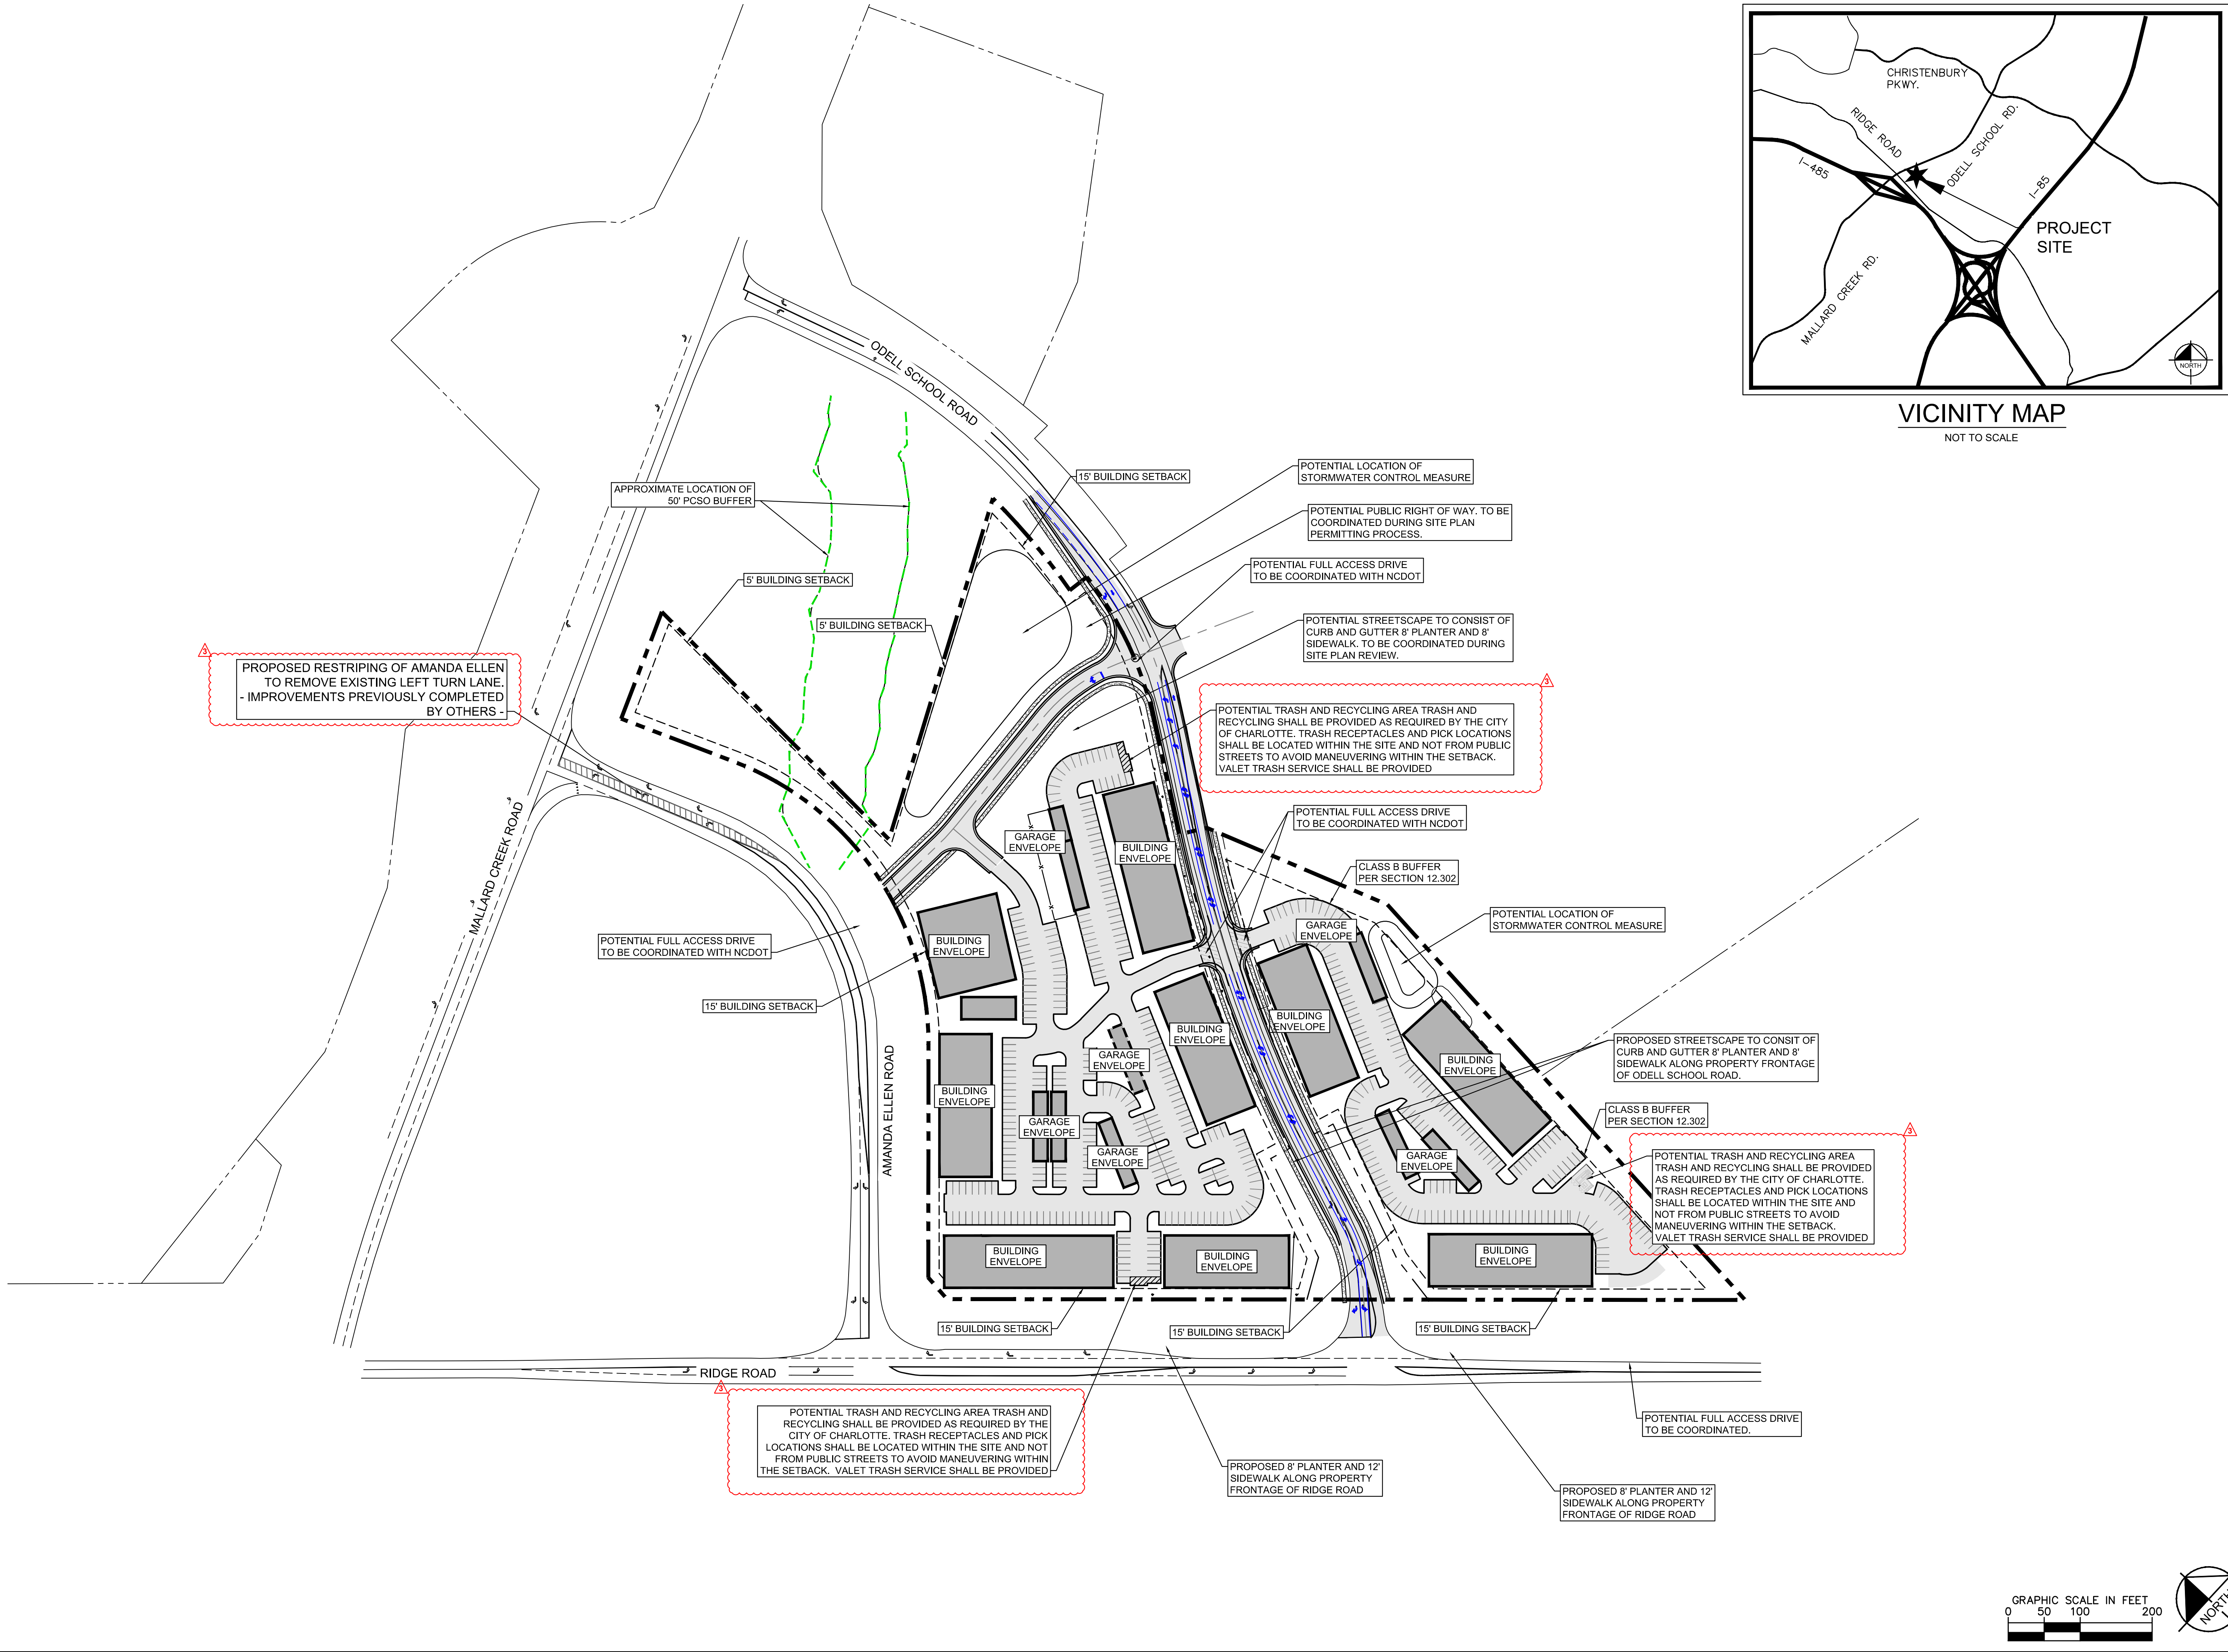 CHRISTENBURY
PKWY.
RIDGE ROAD
ODELL SCHOOL RD.
I-485
I-85
MALLARD CREEK RD.
PROJECT
SITE
NORTH
VICINITY MAP
NOT TO SCALE
ODELL SCHOOL ROAD
15' BUILDING SETBACK
POTENTIAL LOCATION OF
STORMWATER CONTROL MEASURE
APPROXIMATE LOCATION OF
50' PCSO BUFFER
POTENTIAL PUBLIC RIGHT OF WAY. TO BE
COORDINATED DURING SITE PLAN
PERMITTING PROCESS.
POTENTIAL FULL ACCESS DRIVE
TO BE COORDINATED WITH NCDOT
5' BUILDING SETBACK
5' BUILDING SETBACK
POTENTIAL STREETSCAPE TO CONSIST OF
CURB AND GUTTER 8' PLANTER AND 8'
SIDEWALK. TO BE COORDINATED DURING
SITE PLAN REVIEW.
3
PROPOSED RESTRIPING OF AMANDA ELLEN
TO REMOVE EXISTING LEFT TURN LANE.
- IMPROVEMENTS PREVIOUSLY COMPLETED
BY OTHERS -
3
POTENTIAL TRASH AND RECYCLING AREA TRASH AND
RECYCLING SHALL BE PROVIDED AS REQUIRED BY THE CITY
OF CHARLOTTE. TRASH RECEPTACLES AND PICK LOCATIONS
SHALL BE LOCATED WITHIN THE SITE AND NOT FROM PUBLIC
STREETS TO AVOID MANEUVERING WITHIN THE SETBACK.
VALET TRASH SERVICE SHALL BE PROVIDED
POTENTIAL FULL ACCESS DRIVE
TO BE COORDINATED WITH NCDOT
MALLARD CREEK ROAD
GARAGE
ENVELOPE
BUILDING
ENVELOPE
CLASS B BUFFER
PER SECTION 12.302
POTENTIAL LOCATION OF
STORMWATER CONTROL MEASURE
GARAGE
ENVELOPE
POTENTIAL FULL ACCESS DRIVE
TO BE COORDINATED WITH NCDOT
BUILDING
ENVELOPE
15' BUILDING SETBACK
BUILDING
ENVELOPE
BUILDING
ENVELOPE
GARAGE
ENVELOPE
BUILDING
ENVELOPE
PROPOSED STREETSCAPE TO CONSIT OF
CURB AND GUTTER 8' PLANTER AND 8'
SIDEWALK ALONG PROPERTY FRONTAGE
OF ODELL SCHOOL ROAD.
AMANDA ELLEN ROAD
BUILDING
ENVELOPE
GARAGE
ENVELOPE
GARAGE
ENVELOPE
GARAGE
ENVELOPE
CLASS B BUFFER
PER SECTION 12.302
3
POTENTIAL TRASH AND RECYCLING AREA
TRASH AND RECYCLING SHALL BE PROVIDED
AS REQUIRED BY THE CITY OF CHARLOTTE.
TRASH RECEPTACLES AND PICK LOCATIONS
SHALL BE LOCATED WITHIN THE SITE AND
NOT FROM PUBLIC STREETS TO AVOID
MANEUVERING WITHIN THE SETBACK.
VALET TRASH SERVICE SHALL BE PROVIDED
BUILDING
ENVELOPE
BUILDING
ENVELOPE
BUILDING
ENVELOPE
15' BUILDING SETBACK
15' BUILDING SETBACK
15' BUILDING SETBACK
RIDGE ROAD
3
POTENTIAL TRASH AND RECYCLING AREA TRASH AND
RECYCLING SHALL BE PROVIDED AS REQUIRED BY THE
CITY OF CHARLOTTE. TRASH RECEPTACLES AND PICK
LOCATIONS SHALL BE LOCATED WITHIN THE SITE AND NOT
FROM PUBLIC STREETS TO AVOID MANEUVERING WITHIN
THE SETBACK. VALET TRASH SERVICE SHALL BE PROVIDED
POTENTIAL FULL ACCESS DRIVE
TO BE COORDINATED.
PROPOSED 8' PLANTER AND 12'
SIDEWALK ALONG PROPERTY
FRONTAGE OF RIDGE ROAD
PROPOSED 8' PLANTER AND 12'
SIDEWALK ALONG PROPERTY
FRONTAGE OF RIDGE ROAD
GRAPHIC SCALE IN FEET
0 50 100 200
NORTH